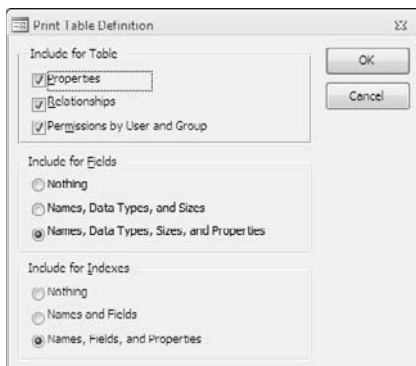 Print Table Definition
Include for Table
Properties
Relationships
Permissions by User and Group
OK
Cancel
Include for Fields
Nothing
Names, Data Types, and Sizes
Names, Data Types, Sizes, and Properties
Include for Indexes
Nothing
Names and Fields
Names, Fields, and Properties